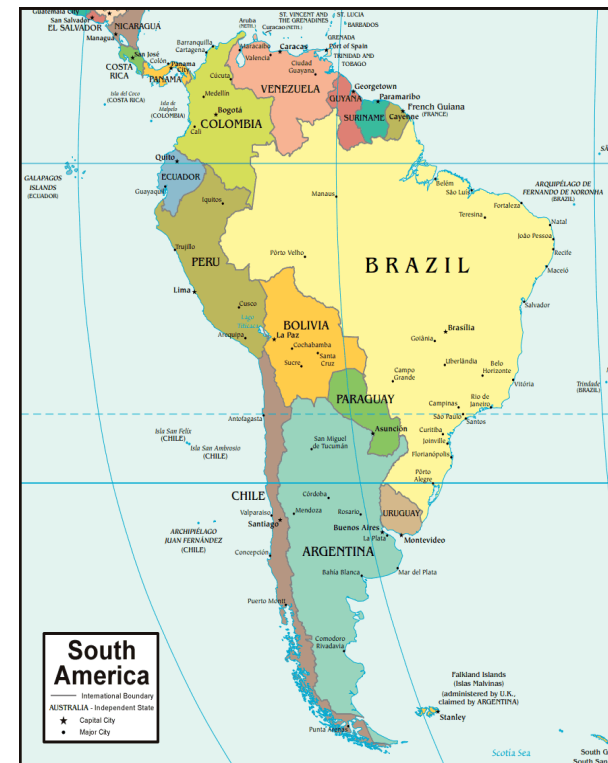 Guatemala City
San Salvador
EL SALVADOR
NICARAGUA
Managua
San José
COSTA
RICA
Colón
Panama
City
PANAMA
Isla del Coco
(COSTA RICA)
Isla de
Malpelo
(COLOMBIA)
Aruba
(NETH.)
Curacao (NETH.)
ST. VINCENT AND
THE GRENADINES
ST. LUCIA
BARBADOS
GRENADA
Port of Spain
TRINIDAD AND
TOBAGO
Barranquilla
Cartagena
Maracaibo
Caracas
Valencia
Ciudad
Guayana
VENEZUELA
Cúcuta
Medellín
Bogotá
COLOMBIA
Cali
Georgetown
GUYANA
Paramaribo
SURINAME
French Guiana
(FRANCE)
Cayenne
Quito
ECUADOR
Guayaquil
GALAPAGOS
ISLANDS
(ECUADOR)
Iquitos
Manaus
Belém
São Luís
Fortaleza
Teresina
ARQUIPÉLAGO DE
FERNANDO DE NORONHA
(BRAZIL)
Natal
João Pessoa
Recife
Maceió
Trujillo
PERU
Pôrto Velho
BRAZIL
Lima
Cusco
Lago
Titicaca
Arequipa
BOLIVIA
La Paz
Cochabamba
Santa
Cruz
Sucre
Salvador
Brasília
Goiânia
Uberlândia
Belo
Horizonte
Vitória
Campo
Grande
Trindade
(BRAZIL)
PARAGUAY
Campinas
Rio de
Janeiro
São Paulo
Santos
Antofagasta
Asunción
Curitiba
Joinville
Florianópolis
Isla San Felix
(CHILE)
Isla San Ambrosio
(CHILE)
San Miguel
de Tucumán
Pôrto
Alegre
CHILE
Córdoba
Valparaíso
Mendoza
Rosario
URUGUAY
Santiago
Buenos Aires
La Plata
Montevideo
ARCHIPIÉLAGO
JUAN FERNÁNDEZ
(CHILE)
Concepción
ARGENTINA
Bahía Blanca
Mar del Plata
Puerto Montt
Comodoro
Rivadavia
South
America
International Boundary
AUSTRALIA - Independent State
Capital City
Major City
Falkland Islands
(Islas Malvinas)
(administered by U.K.,
claimed by ARGENTINA)
Stanley
Punta Arenas
Scotia Sea
South G
South San